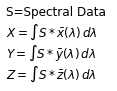 S=Spectral Data
X = ∫S * x̄(λ) dλ
Y = ∫S * ȳ(λ) dλ
Z = ∫S * z̄(λ) dλ